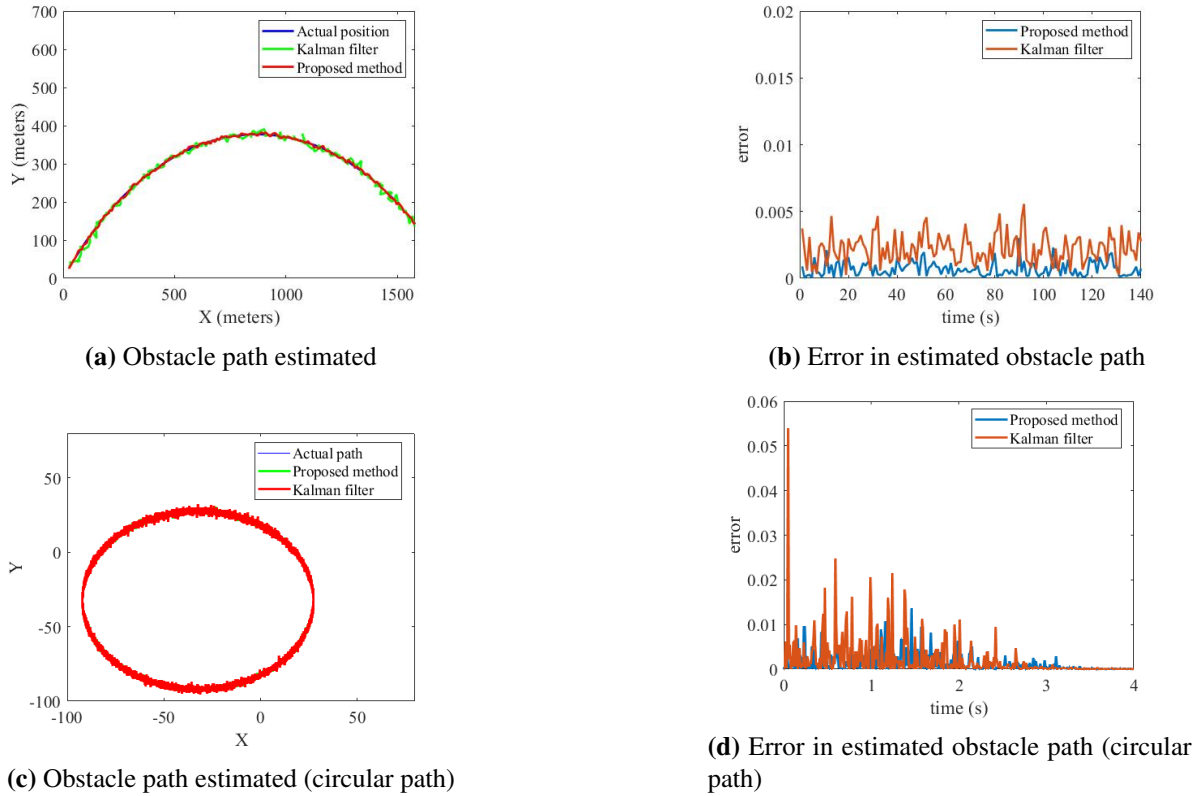 700
600
500
400
300
200
100
0
Y (meters)
0
500
1000
1500
X (meters)
Actual position
Kalman filter
Proposed method
(a) Obstacle path estimated
0.02
0.015
0.01
0.005
0
error
0
20
40
60
80
100
120
140
time (s)
Proposed method
Kalman filter
(b) Error in estimated obstacle path
50
0
-50
-100
Y
-100
-50
0
50
X
Actual path
Proposed method
Kalman filter
(c) Obstacle path estimated (circular path)
0.06
0.05
0.04
0.03
0.02
0.01
0
error
0
1
2
3
4
time (s)
Proposed method
Kalman filter
(d) Error in estimated obstacle path (circular
path)